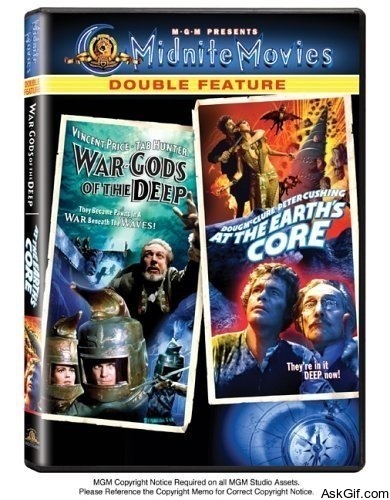 M·G·M PRESENTS
Midnite Movies
DOUBLE FEATURE
WAR GODS OF THE DEEP
AT THE EARTH'S CORE
VINCENT PRICE · TAB HUNTER
WAR-GODS
OF THE DEEP
They Became Pawns in a
WAR Beneath The WAVES!
DOUG McCLURE PETER CUSHING
AT THE EARTH'S
CORE
They're in it
DEEP now!
MGM Copyright Notice Required on all MGM Studio Assets.
Please Reference the Copyright Memo for Correct Copyright Notice.
AskGif.com